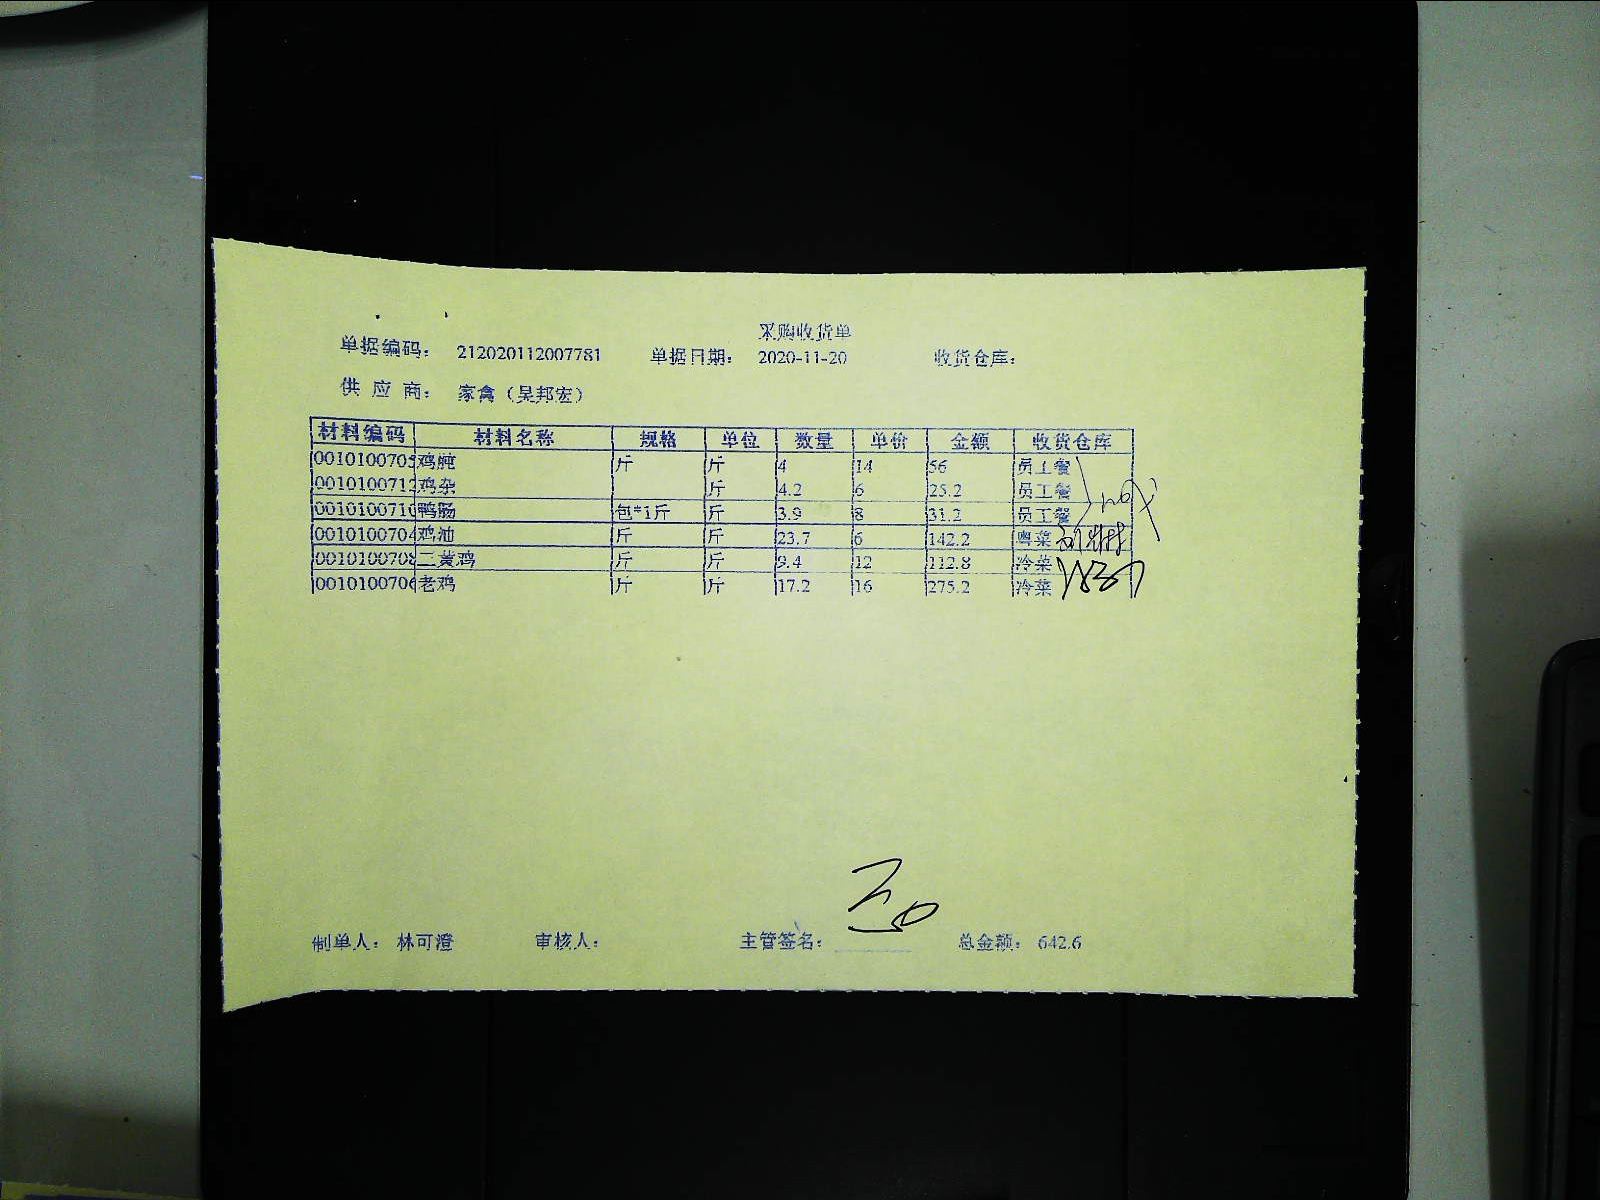 采购收货单
单据编码： 212020112007781 单据日期： 2020-11-20 收货仓库：
供 应 商： 家禽（吴邦宏）
材料编码 材料名称 规格 单位 数量 单价 金额 收货仓库
0010100705 鸡肫 斤 斤 4 14 56 员工餐
0010100712 鸡杂 斤 4.2 6 25.2 员工餐
0010100710 鸭肠 包*1斤 斤 3.9 8 31.2 员工餐
0010100704 鸡油 斤 斤 23.7 6 142.2 粤菜
0010100708 二黄鸡 斤 斤 9.4 12 112.8 冷菜
0010100706 老鸡 斤 斤 17.2 16 275.2 冷菜
制单人： 林可澄 审核人： 主管签名： 总金额： 642.6